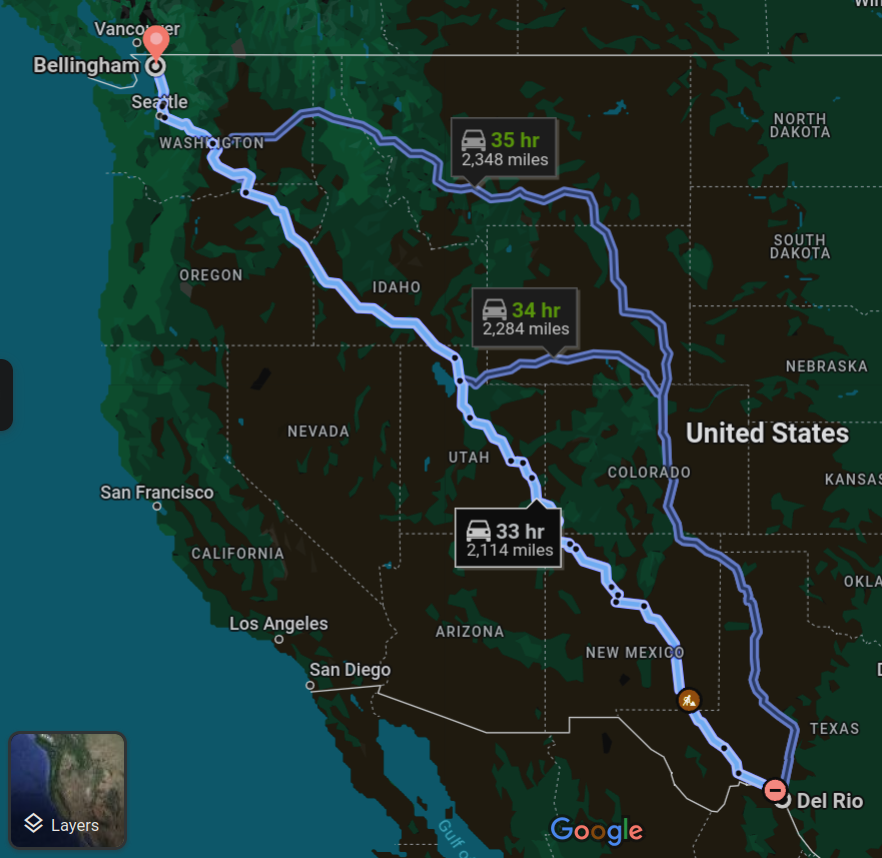 Win
Vancouver
Bellingham
Seattle
WASHINGTON
35 hr
2,348 miles
NORTH
DAKOTA
SOUTH
DAKOTA
OREGON
IDAHO
34 hr
2,284 miles
NEBRASKA
NEVADA
United States
UTAH
COLORADO
KANSAS
San Francisco
33 hr
2,114 miles
CALIFORNIA
OKLA
Los Angeles
ARIZONA
NEW MEXICO
San Diego
TEXAS
Del Rio
Layers
Google
Gulf o